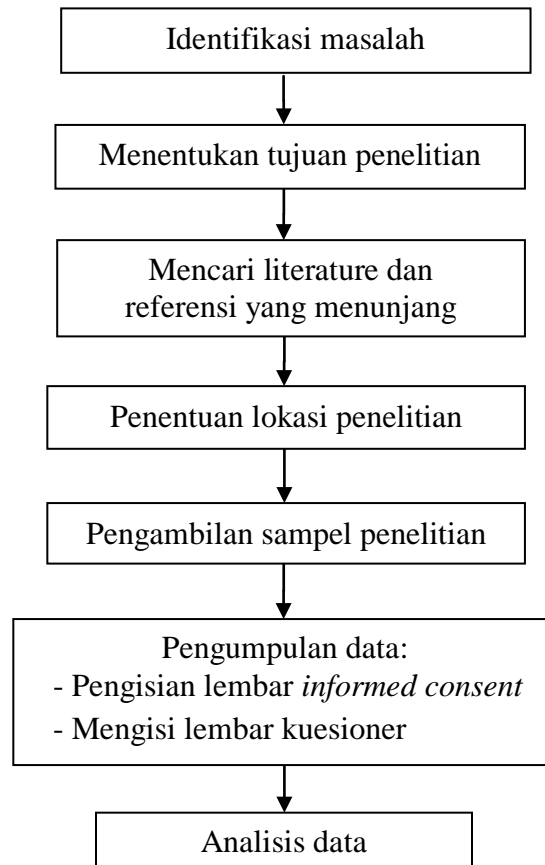 Identifikasi masalah
Menentukan tujuan penelitian
Mencari literature dan
referensi yang menunjang
Penentuan lokasi penelitian
Pengambilan sampel penelitian
Pengumpulan data:
- Pengisian lembar informed consent
- Mengisi lembar kuesioner
Analisis data